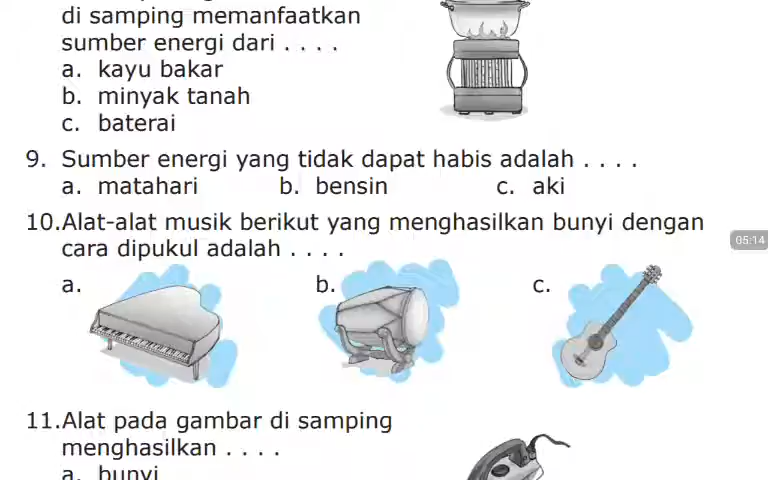 di samping memanfaatkan
sumber energi dari . . . .
a. kayu bakar
b. minyak tanah
c. baterai
9. Sumber energi yang tidak dapat habis adalah . . . .
a. matahari b. bensin c. aki
10.Alat-alat musik berikut yang menghasilkan bunyi dengan
cara dipukul adalah . . . .
05:14
a. b. c.
11.Alat pada gambar di samping
menghasilkan . . . .
a. bunyi